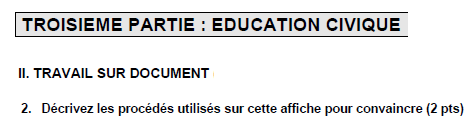 TROISIEME PARTIE : EDUCATION CIVIQUE
II. TRAVAIL SUR DOCUMENT
2. Décrivez les procédés utilisés sur cette affiche pour convaincre (2 pts)